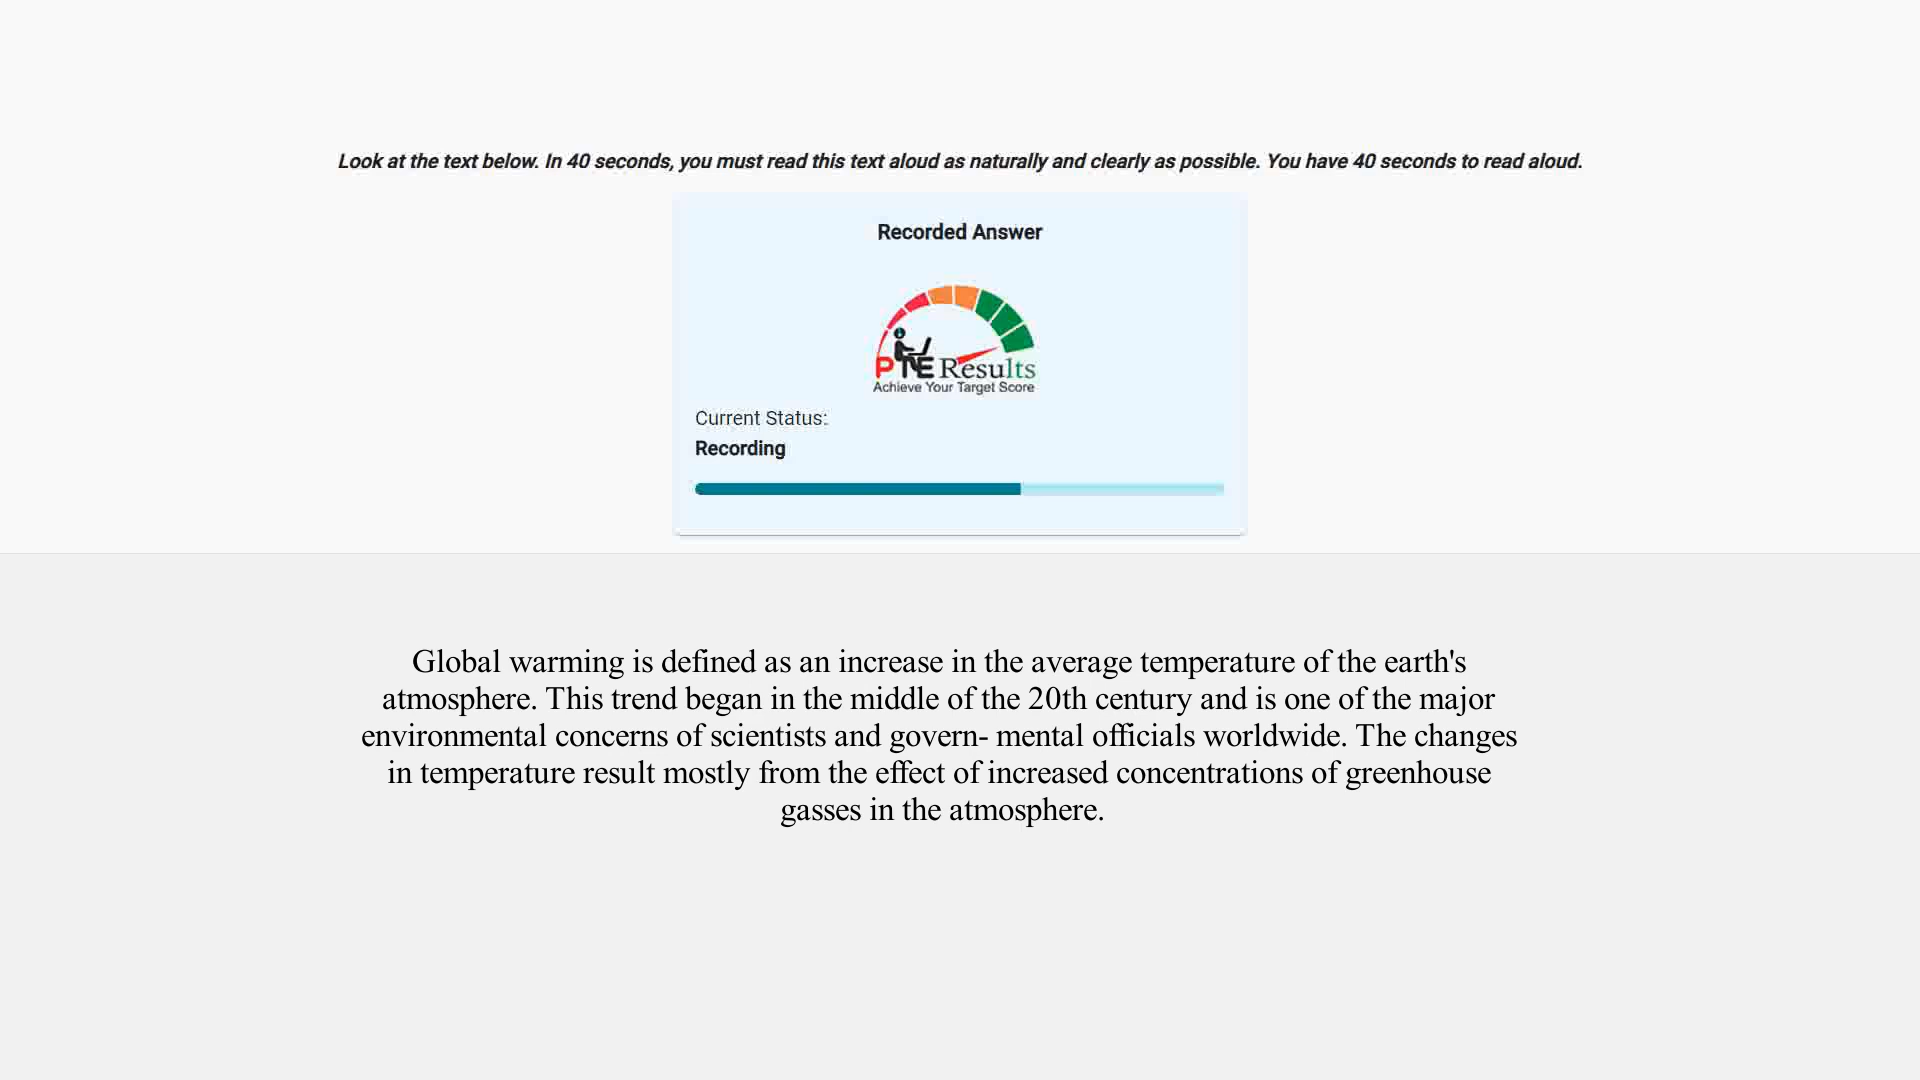 Look at the text below. In 40 seconds, you must read this text aloud as naturally and clearly as possible. You have 40 seconds to read aloud.
Recorded Answer
PTE Results
Achieve Your Target Score
Current Status:
Recording
Global warming is defined as an increase in the average temperature of the earth's
atmosphere. This trend began in the middle of the 20th century and is one of the major
environmental concerns of scientists and govern- mental officials worldwide. The changes
in temperature result mostly from the effect of increased concentrations of greenhouse
gasses in the atmosphere.